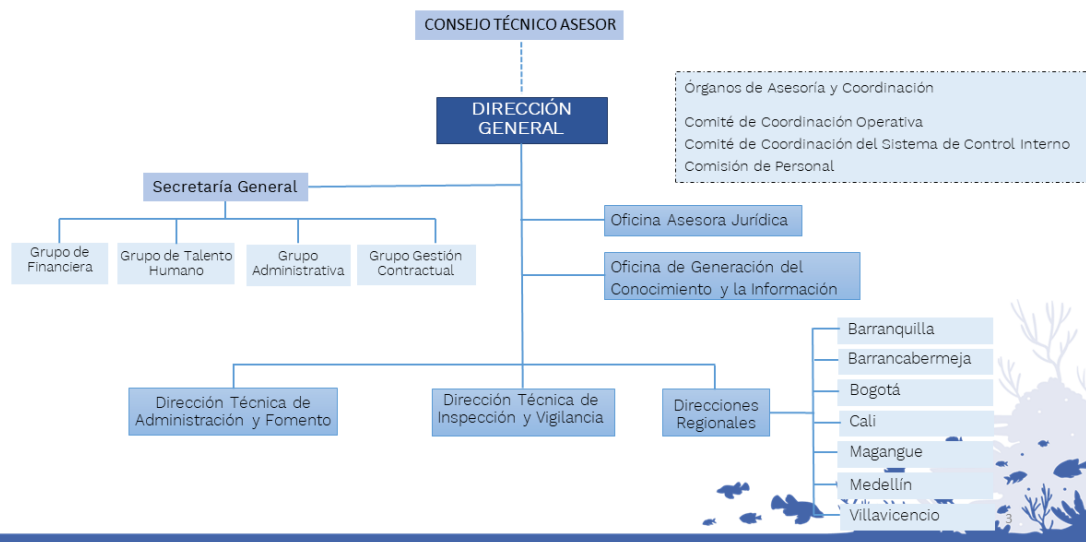 CONSEJO TÉCNICO ASESOR
DIRECCIÓN
GENERAL
Órganos de Asesoría y Coordinación
Comité de Coordinación Operativa
Comité de Coordinación del Sistema de Control Interno
Comisión de Personal
Secretaría General
Grupo de
Financiera
Grupo de Talento
Humano
Grupo
Administrativa
Grupo Gestión
Contractual
Oficina Asesora Jurídica
Oficina de Generación del
Conocimiento y la Información
Dirección Técnica de
Administración y Fomento
Dirección Técnica de
Inspección y Vigilancia
Direcciones
Regionales
Barranquilla
Barrancabermeja
Bogotá
Cali
Magangue
Medellín
Villavicencio
3